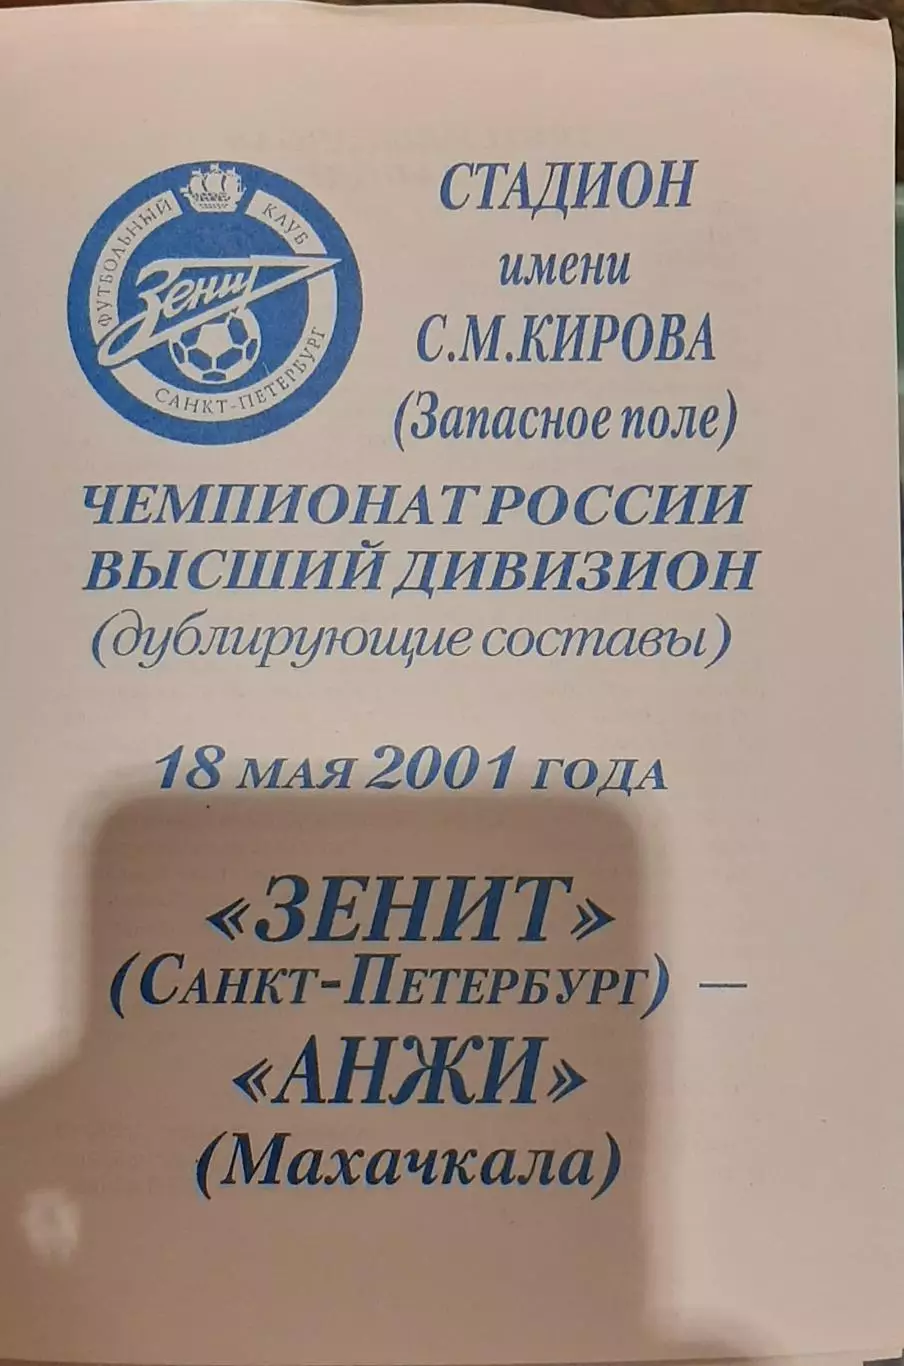 ФУТБОЛЬНЫЙ КЛУБ
Зенит
САНКТ-ПЕТЕРБУРГ
СТАДИОН
имени
С.М.КИРОВА
(Запасное поле)
ЧЕМПИОНАТ РОССИИ
ВЫСШИЙ ДИВИЗИОН
(дублирующие составы)
18 МАЯ 2001 ГОДА
«ЗЕНИТ»
(САНКТ-ПЕТЕРБУРГ) —
«АНЖИ»
(Махачкала)